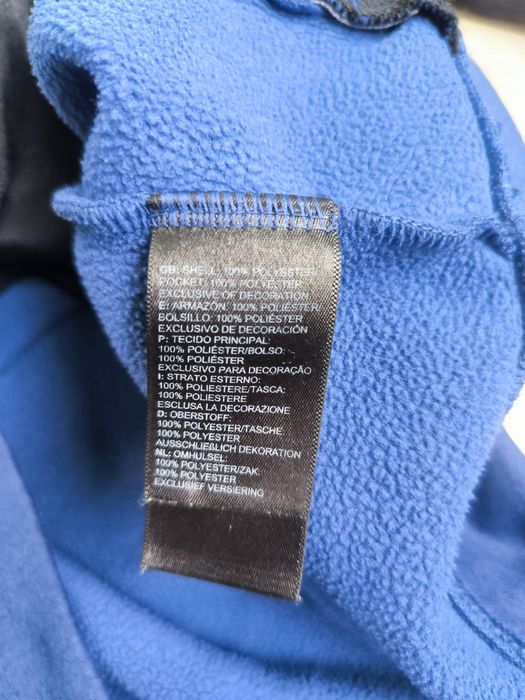 GB: SHELL: 100% POLYESTER/
POCKET: 100% POLYESTER
EXCLUSIVE OF DECORATION
E: ARMAZÓN: 100% POLIÉSTER/
BOLSILLO: 100% POLIÉSTER
EXCLUSIVO DE DECORACIÓN
P: TECIDO PRINCIPAL:
100% POLIÉSTER/BOLSO:
100% POLIÉSTER
EXCLUSIVO PARA DECORAÇÃO
I: STRATO ESTERNO:
100% POLIESTERE/TASCA:
100% POLIESTERE
ESCLUSA LA DECORAZIONE
D: OBERSTOFF:
100% POLYESTER/TASCHE:
100% POLYESTER
AUSSCHLIEßLICH DEKORATION
NL: OMHULSEL:
100% POLYESTER/ZAK:
100% POLYESTER
EXCLUSIEF VERSIERING